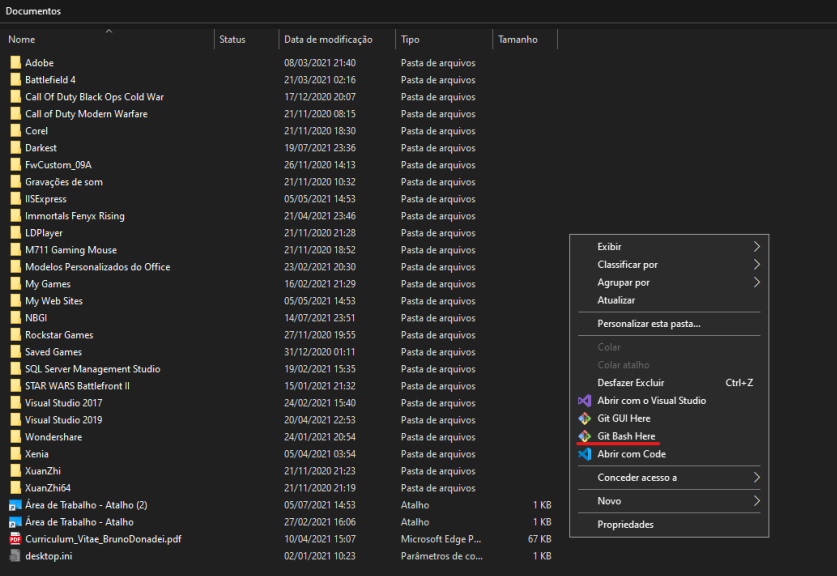 Documentos
Nome Status Data de modificação Tipo Tamanho
Adobe 08/03/2021 21:40 Pasta de arquivos
Battlefield 4 21/03/2021 02:16 Pasta de arquivos
Call Of Duty Black Ops Cold War 17/12/2020 20:07 Pasta de arquivos
Call of Duty Modern Warfare 21/11/2020 08:15 Pasta de arquivos
Corel 21/11/2020 18:30 Pasta de arquivos
Darkest 19/07/2021 23:36 Pasta de arquivos
FwCustom_09A 26/11/2020 14:13 Pasta de arquivos
Gravações de som 21/11/2020 10:32 Pasta de arquivos
IISExpress 05/05/2021 14:53 Pasta de arquivos
Immortals Fenyx Rising 21/04/2021 23:46 Pasta de arquivos
LDPlayer 21/11/2020 21:28 Pasta de arquivos
M711 Gaming Mouse 21/11/2020 18:52 Pasta de arquivos
Modelos Personalizados do Office 23/02/2021 20:30 Pasta de arquivos
My Games 16/02/2021 21:29 Pasta de arquivos
My Web Sites 05/05/2021 14:53 Pasta de arquivos
NBGI 14/07/2021 23:51 Pasta de arquivos
Rockstar Games 27/11/2020 19:55 Pasta de arquivos
Saved Games 31/12/2020 01:11 Pasta de arquivos
SQL Server Management Studio 19/02/2021 15:35 Pasta de arquivos
STAR WARS Battlefront II 15/01/2021 21:32 Pasta de arquivos
Visual Studio 2017 24/02/2021 15:40 Pasta de arquivos
Visual Studio 2019 20/04/2021 22:53 Pasta de arquivos
Wondershare 24/01/2021 20:54 Pasta de arquivos
Xenia 05/04/2021 03:54 Pasta de arquivos
XuanZhi 21/11/2020 21:23 Pasta de arquivos
XuanZhi64 21/11/2020 21:19 Pasta de arquivos
Área de Trabalho - Atalho (2) 05/07/2021 14:53 Atalho 1 KB
Área de Trabalho - Atalho 27/02/2021 16:06 Atalho 1 KB
Curriculum_Vitae_BrunoDonadei.pdf 10/04/2021 15:07 Microsoft Edge P... 67 KB
desktop.ini 02/01/2021 10:23 Parâmetros de co... 1 KB
Exibir
Classificar por
Agrupar por
Atualizar
Personalizar esta pasta...
Colar
Colar atalho
Desfazer Excluir Ctrl+Z
Abrir com o Visual Studio
Git GUI Here
Git Bash Here
Abrir com Code
Conceder acesso a
Novo
Propriedades